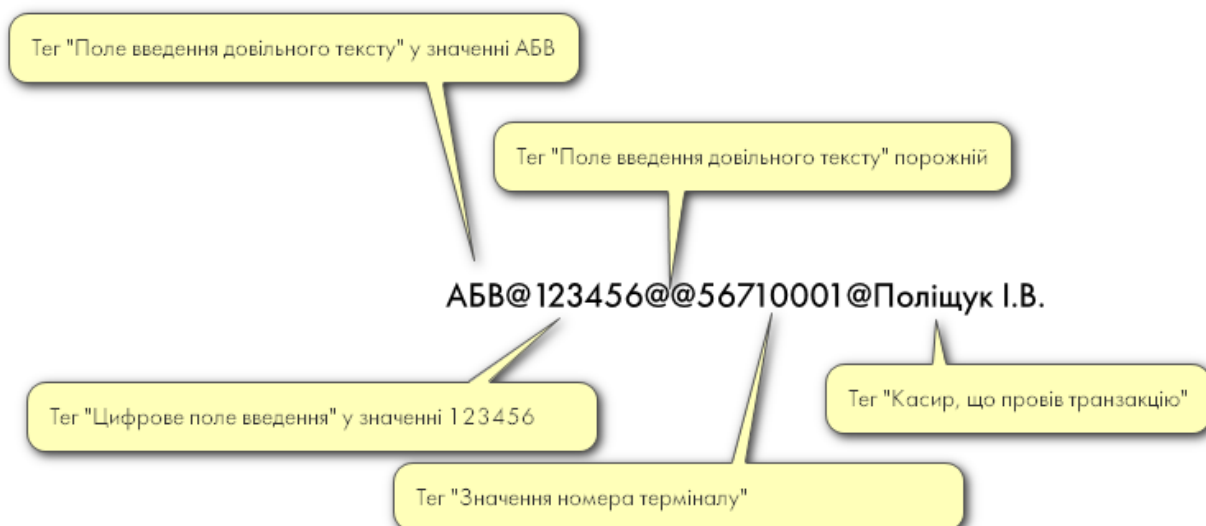 Тег "Поле введення довільного тексту" у значенні АБВ
Тег "Поле введення довільного тексту" порожній
АБВ@123456@@56710001@Поліщук І.В.
Тег "Касир, що провів транзакцію"
Тег "Цифрове поле введення" у значенні 123456
Тег "Значення номера терміналу"